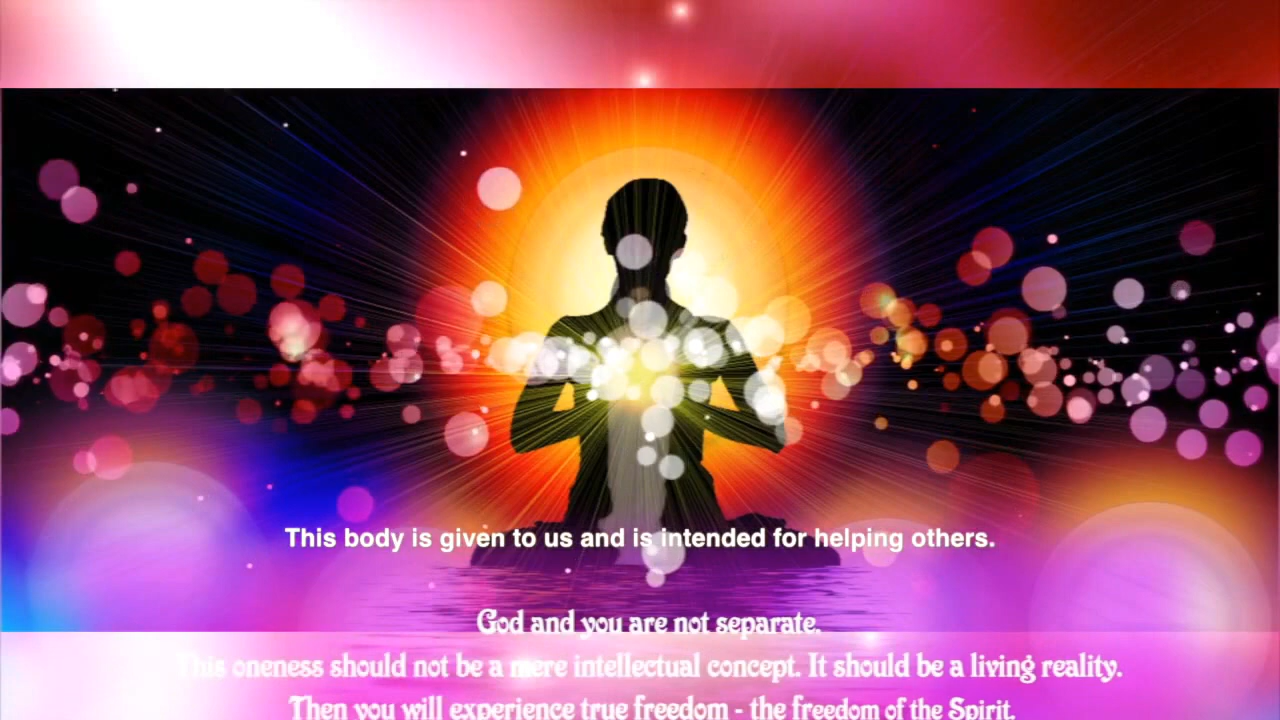 This body is given to us and is intended for helping others.
God and you are not separate.
This oneness should not be a mere intellectual concept. It should be a living reality.
Then you will experience true freedom - the freedom of the Spirit.